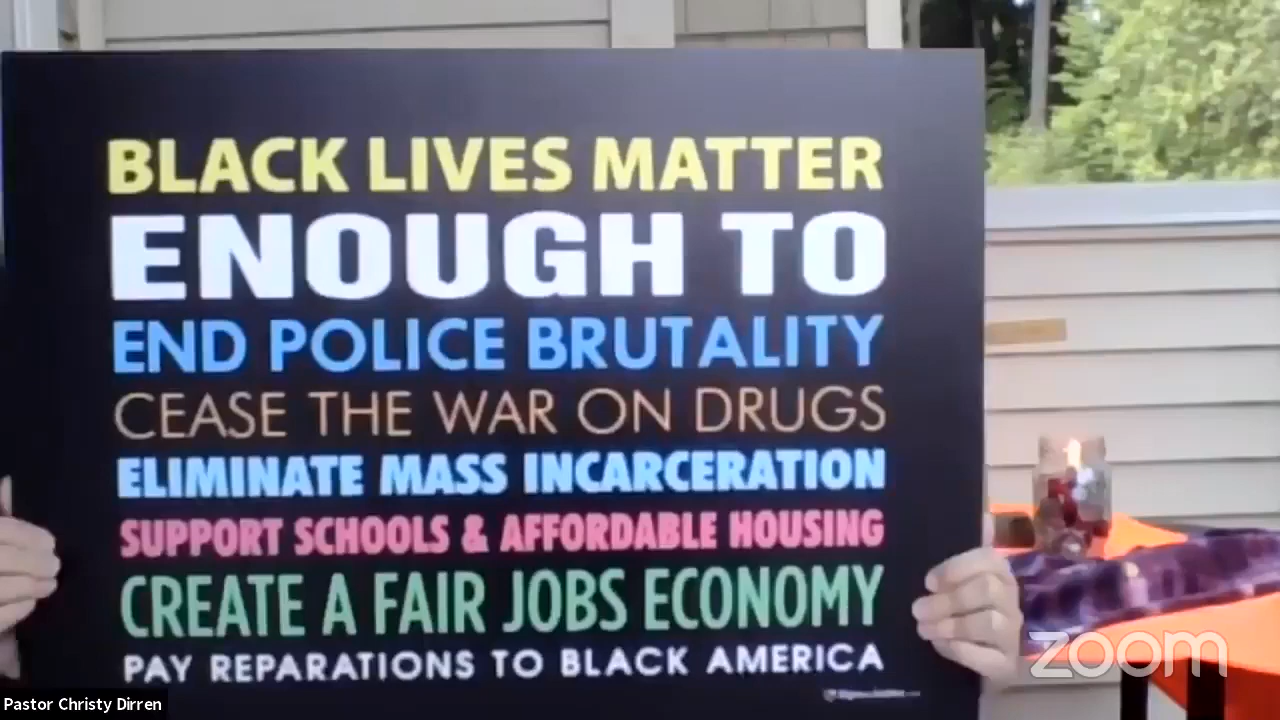 BLACK LIVES MATTER
ENOUGH TO
END POLICE BRUTALITY
CEASE THE WAR ON DRUGS
ELIMINATE MASS INCARCERATION
SUPPORT SCHOOLS & AFFORDABLE HOUSING
CREATE A FAIR JOBS ECONOMY
PAY REPARATIONS TO BLACK AMERICA
zoom
Pastor Christy Dirren